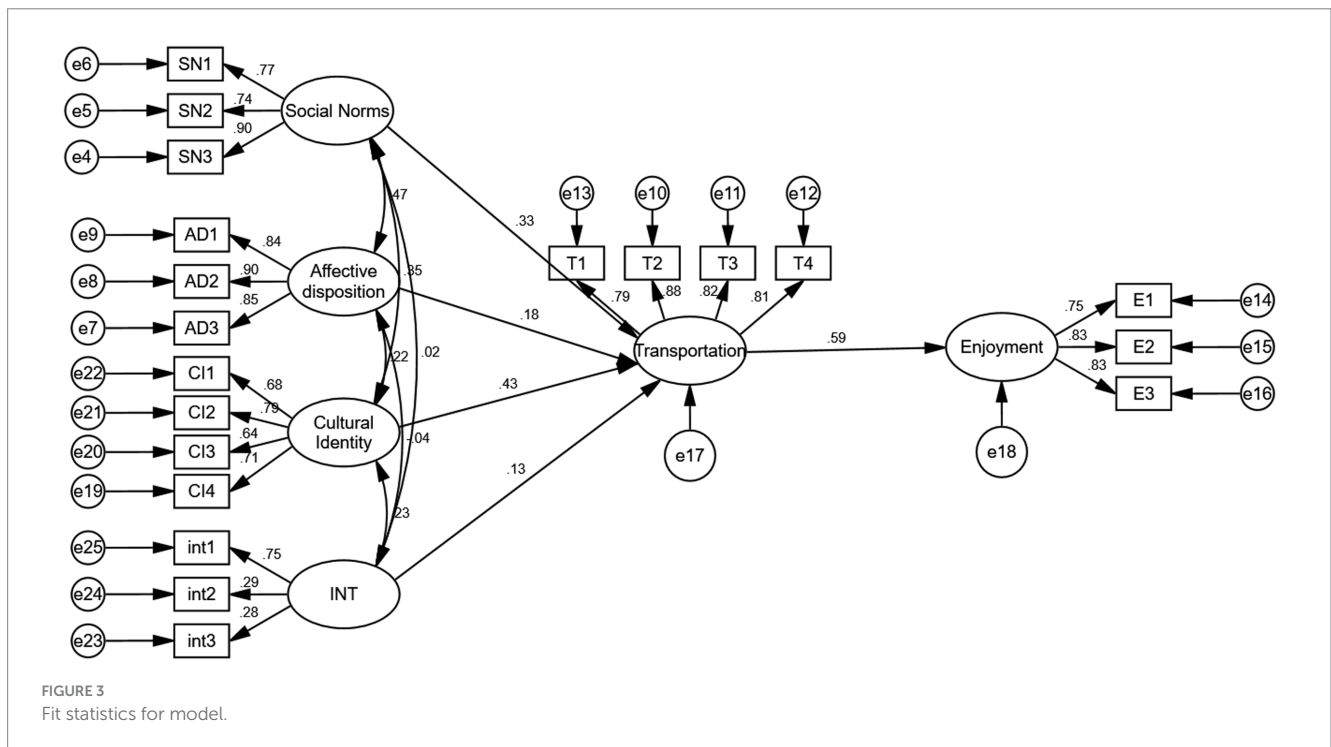 e6
SN1
.77
e5
SN2
.74
Social Norms
e4
SN3
.90
e9
AD1
.84
e8
AD2
.90
Affective
disposition
e7
AD3
.85
e22
CI1
.68
e21
CI2
.79
Cultural
Identity
e20
CI3
.64
e19
CI4
.71
e25
int1
.75
e24
int2
.29
INT
e23
int3
.28
.47
.35
.22
.02
-.04
.23
.33
.18
.43
.13
e13
e10
e11
e12
T1
T2
T3
T4
.79
.88
.82
.81
Transportation
e17
.59
Enjoyment
e18
.75
E1
e14
.83
E2
e15
.83
E3
e16
FIGURE 3
Fit statistics for model.